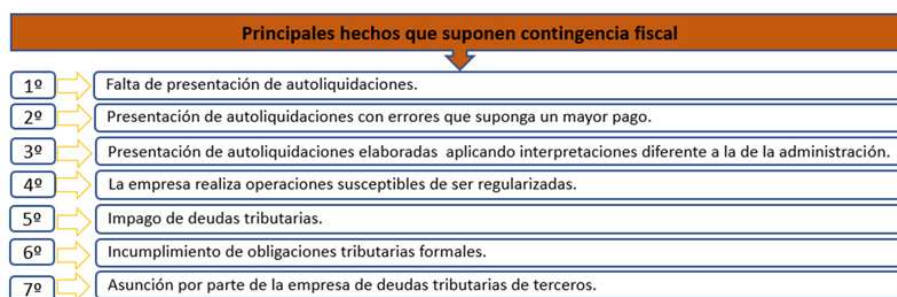 Principales hechos que suponen contingencia fiscal
1º Falta de presentación de autoliquidaciones.
2º Presentación de autoliquidaciones con errores que suponga un mayor pago.
3º Presentación de autoliquidaciones elaboradas aplicando interpretaciones diferente a la de la administración.
4º La empresa realiza operaciones susceptibles de ser regularizadas.
5º Impago de deudas tributarias.
6º Incumplimiento de obligaciones tributarias formales.
7º Asunción por parte de la empresa de deudas tributarias de terceros.